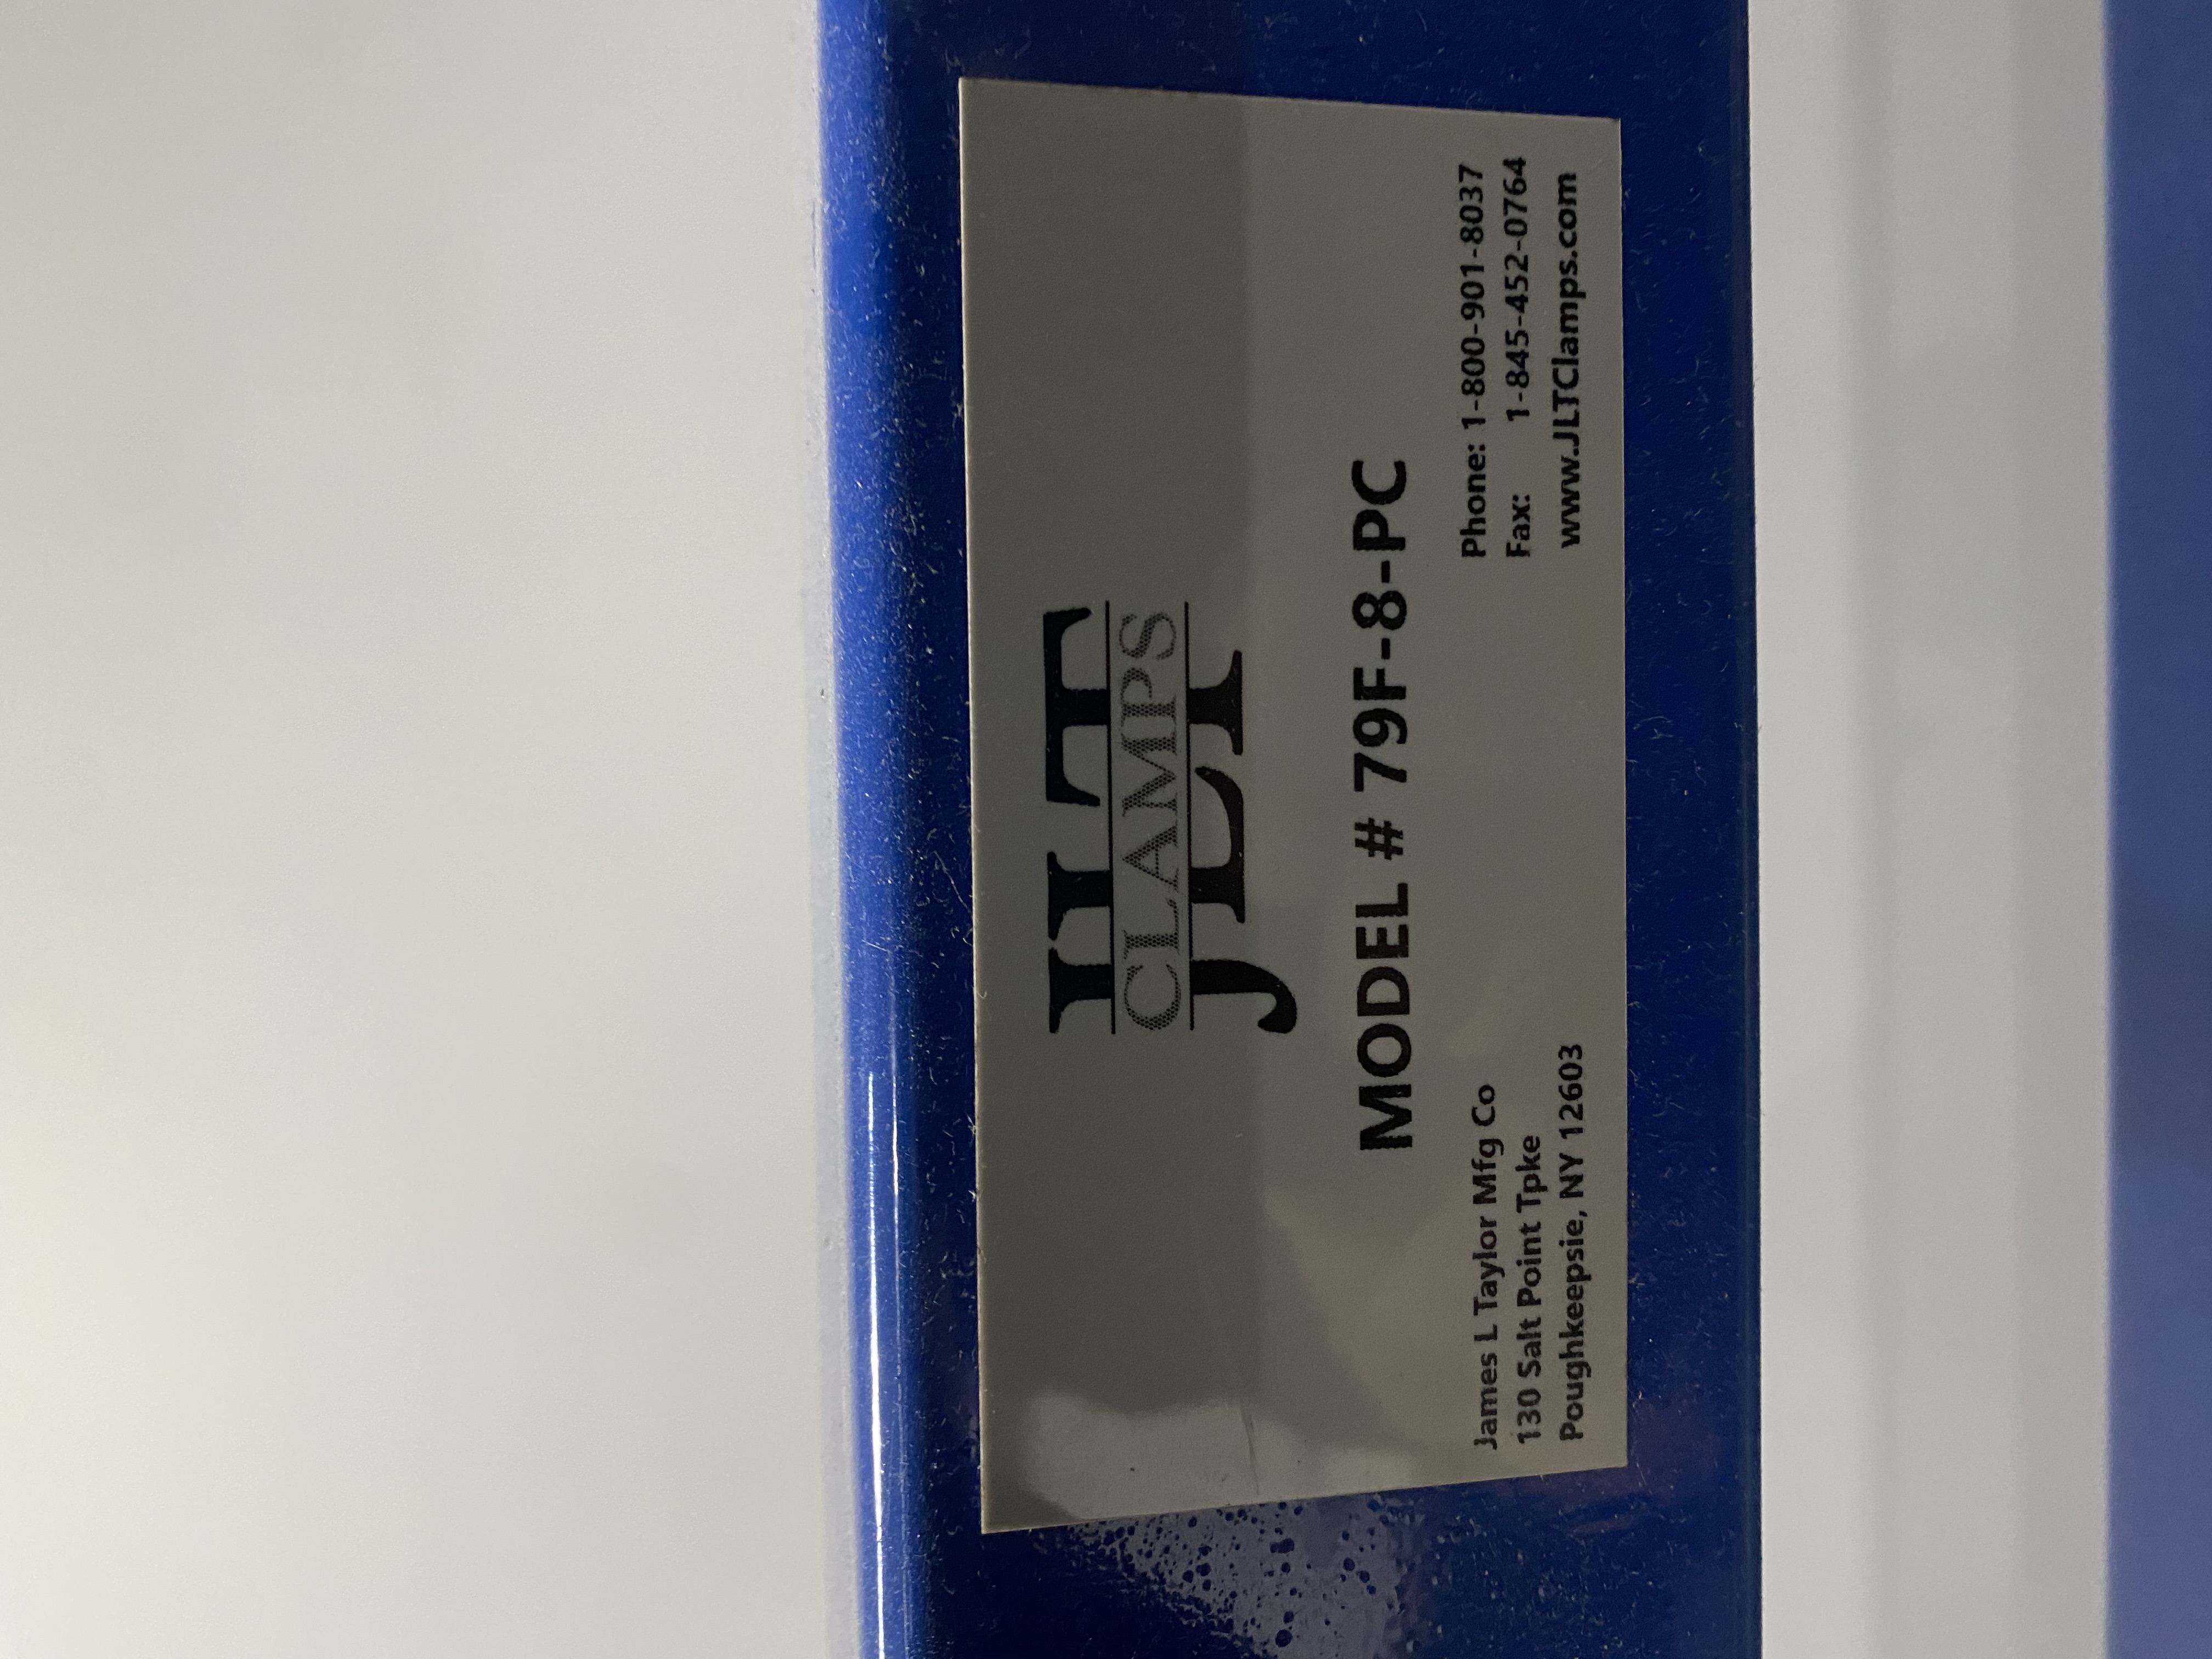 JLT
CLAMPS
MODEL # 79F-8-PC
James L Taylor Mfg Co
130 Salt Point Tpke
Poughkeepsie, NY 12603
Phone: 1-800-901-8037
Fax: 1-845-452-0764
www.JLTClamps.com